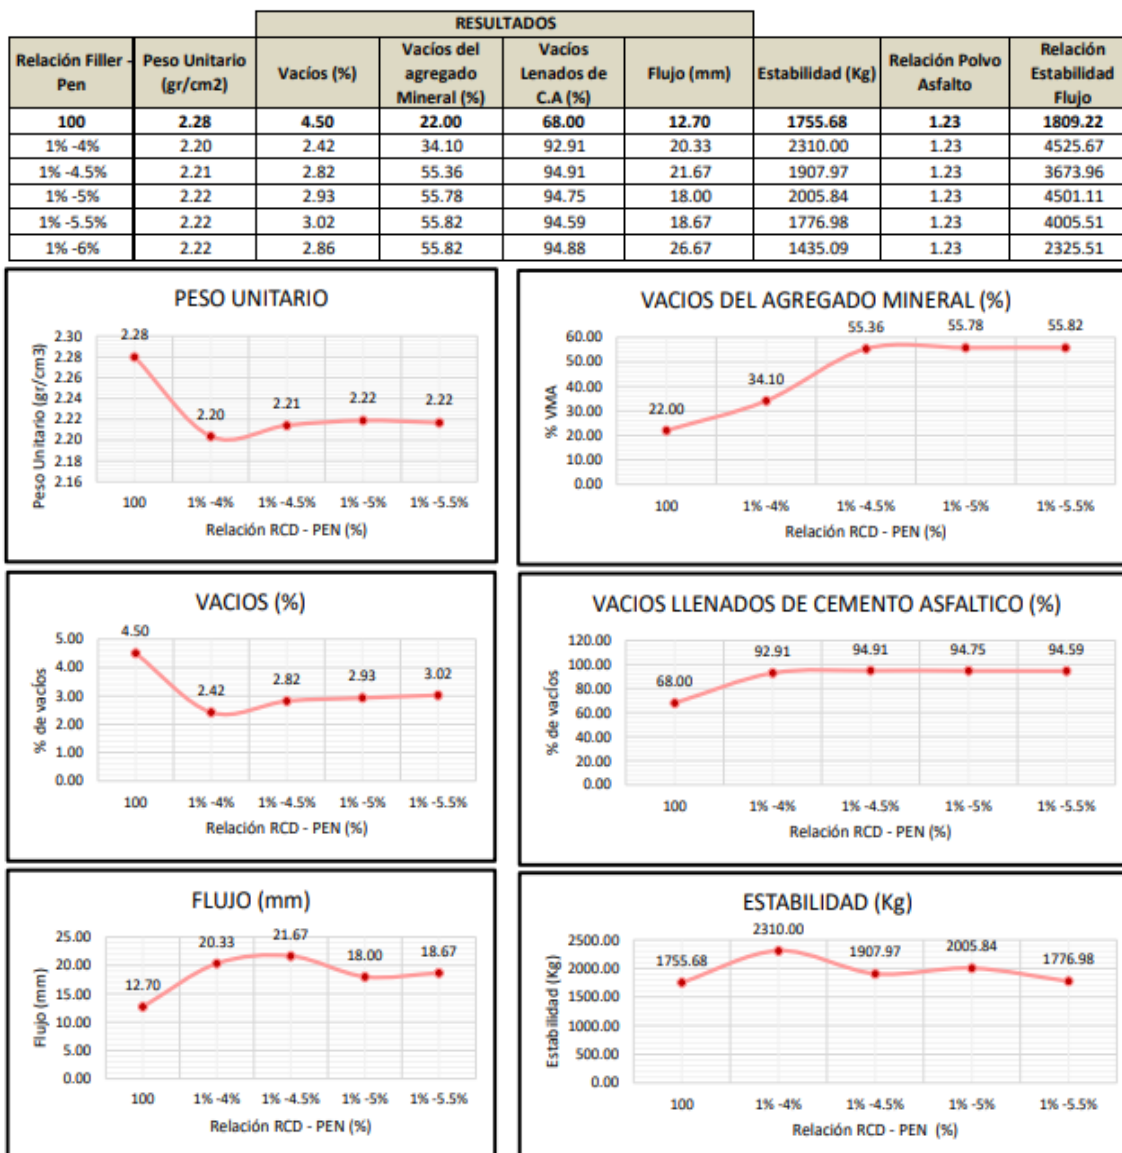 RESULTADOS
Relación Filler - Pen | Peso Unitario (gr/cm2) | Vacíos (%) | Vacíos del agregado Mineral (%) | Vacíos Lenados de C.A (%) | Flujo (mm) | Estabilidad (Kg) | Relación Polvo Asfalto | Relación Estabilidad Flujo
100 2.28 4.50 22.00 68.00 12.70 1755.68 1.23 1809.22
1% -4% 2.20 2.42 34.10 92.91 20.33 2310.00 1.23 4525.67
1% -4.5% 2.21 2.82 55.36 94.91 21.67 1907.97 1.23 3673.96
1% -5% 2.22 2.93 55.78 94.75 18.00 2005.84 1.23 4501.11
1% -5.5% 2.22 3.02 55.82 94.59 18.67 1776.98 1.23 4005.51
1% -6% 2.22 2.86 55.82 94.88 26.67 1435.09 1.23 2325.51
PESO UNITARIO
Peso Unitario (gr/cm3)
2.30
2.28
2.26
2.24
2.22
2.20
2.18
2.16
2.28 2.20 2.21 2.22 2.22
100 1% -4% 1% -4.5% 1% -5% 1% -5.5%
Relación RCD - PEN (%)
VACIOS DEL AGREGADO MINERAL (%)
% VMA
60.00
50.00
40.00
30.00
20.00
10.00
0.00
22.00 34.10 55.36 55.78 55.82
100 1% -4% 1% -4.5% 1% -5% 1% -5.5%
Relación RCD - PEN (%)
VACIOS (%)
% de vacíos
5.00
4.00
3.00
2.00
1.00
0.00
4.50 2.42 2.82 2.93 3.02
100 1% -4% 1% -4.5% 1% -5% 1% -5.5%
Relación RCD - PEN (%)
VACIOS LLENADOS DE CEMENTO ASFALTICO (%)
% de vacíos
120.00
100.00
80.00
60.00
40.00
20.00
0.00
68.00 92.91 94.91 94.75 94.59
100 1% -4% 1% -4.5% 1% -5% 1% -5.5%
Relación RCD - PEN (%)
FLUJO (mm)
Flujo (mm)
25.00
20.00
15.00
10.00
5.00
0.00
12.70 20.33 21.67 18.00 18.67
100 1% -4% 1% -4.5% 1% -5% 1% -5.5%
Relación RCD - PEN (%)
ESTABILIDAD (Kg)
Estabilidad (Kg)
2500.00
2000.00
1500.00
1000.00
500.00
0.00
1755.68 2310.00 1907.97 2005.84 1776.98
100 1% -4% 1% -4.5% 1% -5% 1% -5.5%
Relación RCD - PEN (%)